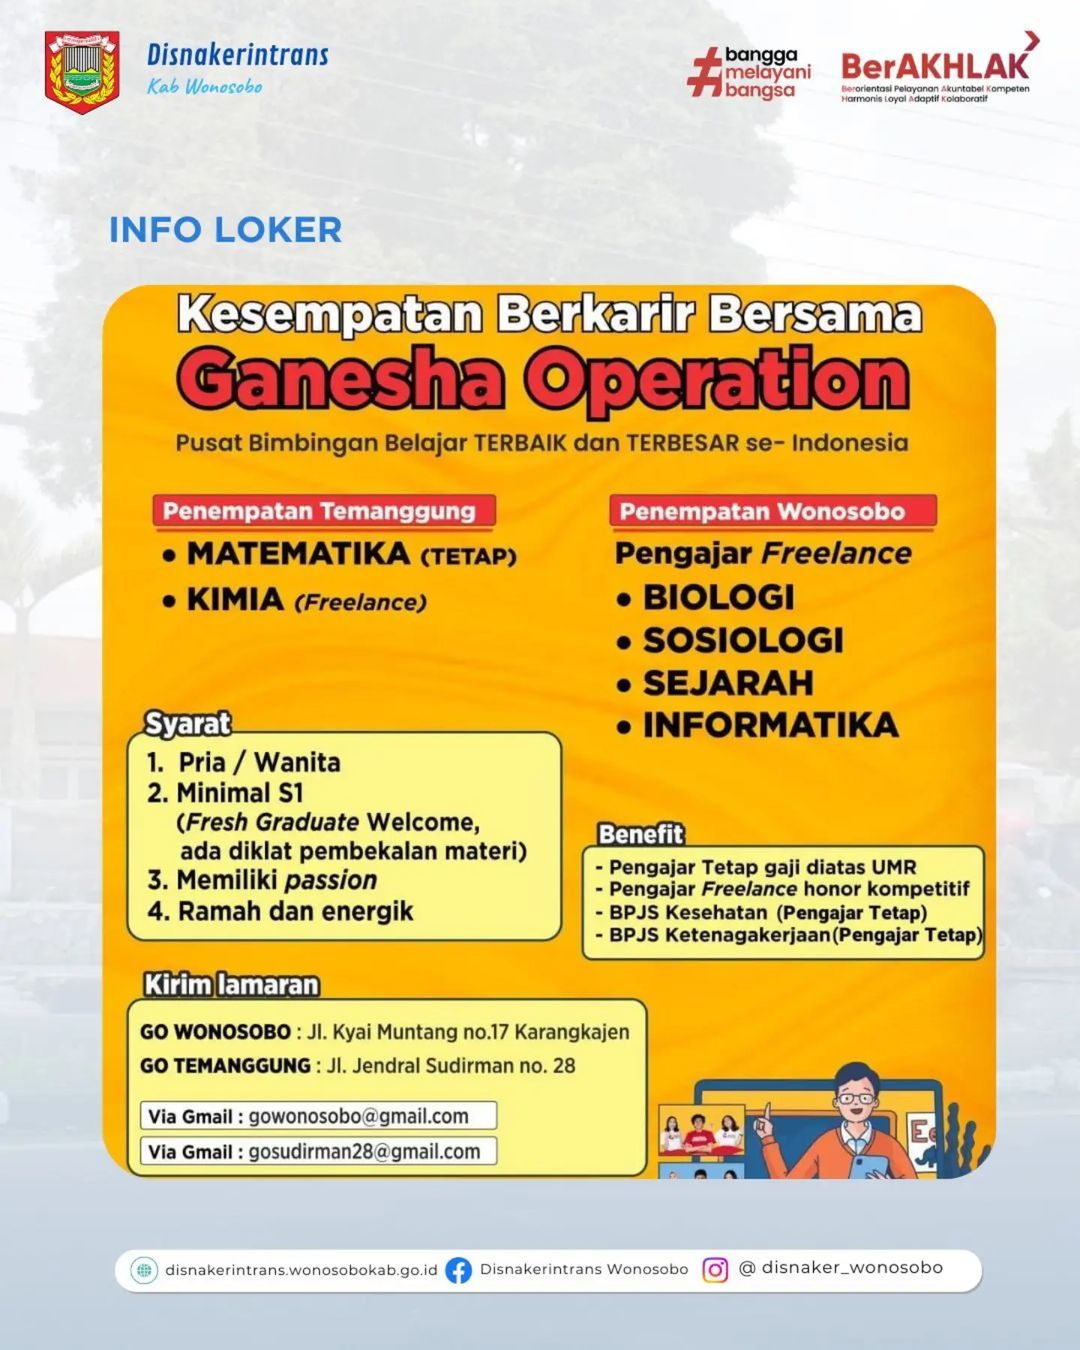 Disnakerintrans
Kab Wonosobo
#bangga
melayani
bangsa
BerAKHLAK
Berorientasi Pelayanan Akuntabel Kompeten
Harmonis Loyal Adaptif Kolaboratif
INFO LOKER
Kesempatan Berkarir Bersama
Ganesha Operation
Pusat Bimbingan Belajar TERBAIK dan TERBESAR se- Indonesia
Penempatan Temanggung
• MATEMATIKA (TETAP)
• KIMIA (Freelance)
Penempatan Wonosobo
Pengajar Freelance
• BIOLOGI
• SOSIOLOGI
• SEJARAH
• INFORMATIKA
Syarat
1. Pria / Wanita
2. Minimal S1
(Fresh Graduate Welcome,
ada diklat pembekalan materi)
3. Memiliki passion
4. Ramah dan energik
Benefit
- Pengajar Tetap gaji diatas UMR
- Pengajar Freelance honor kompetitif
- BPJS Kesehatan (Pengajar Tetap)
- BPJS Ketenagakerjaan(Pengajar Tetap)
Kirim lamaran
GO WONOSOBO : Jl. Kyai Muntang no.17 Karangkajen
GO TEMANGGUNG : Jl. Jendral Sudirman no. 28
Via Gmail : gowonosobo@gmail.com
Via Gmail : gosudirman28@gmail.com
disnakerintrans.wonosobokab.go.id
Disnakerintrans Wonosobo
@ disnaker_wonosobo